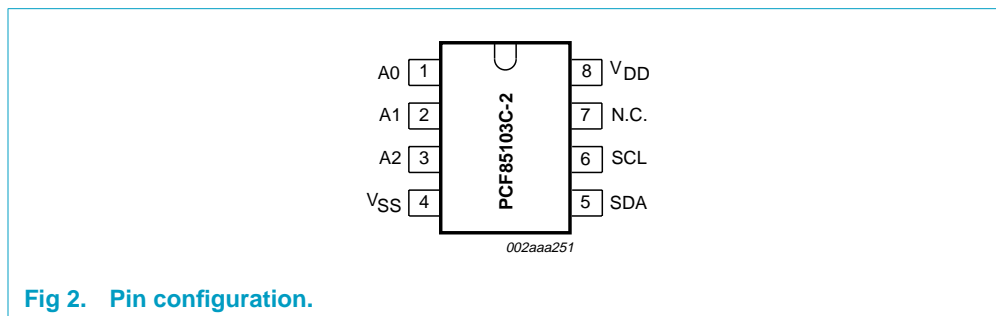 A0 1 8 VDD
A1 2 7 N.C.
A2 3 6 SCL
VSS 4 5 SDA
PCF85103C-2
002aaa251
Fig 2. Pin configuration.